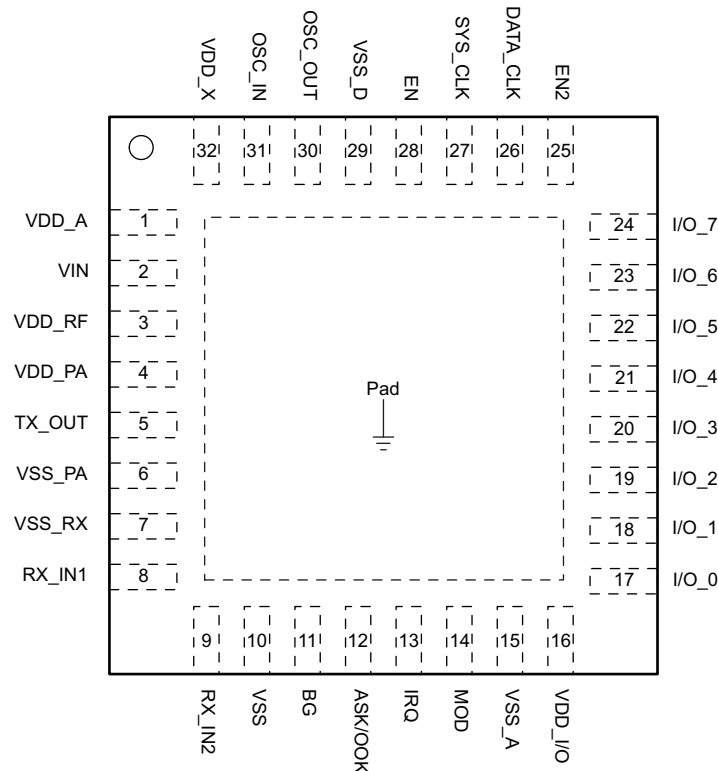 VDD_X
OSC_IN
OSC_OUT
VSS_D
EN
SYS_CLK
DATA_CLK
EN2
32
31
30
29
28
27
26
25
VDD_A 1
VIN 2
VDD_RF 3
VDD_PA 4
TX_OUT 5
VSS_PA 6
VSS_RX 7
RX_IN1 8
Pad
24 I/O_7
23 I/O_6
22 I/O_5
21 I/O_4
20 I/O_3
19 I/O_2
18 I/O_1
17 I/O_0
9
10
11
12
13
14
15
16
RX_IN2
VSS
BG
ASK/OOK
IRQ
MOD
VSS_A
VDD_I/O